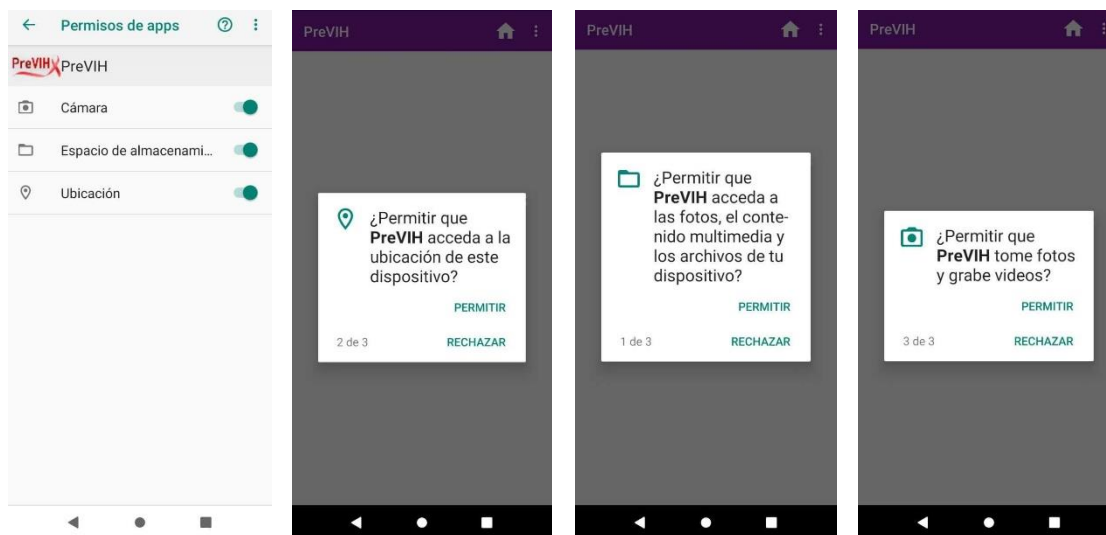 Permisos de apps
PreVIH PreVIH
Cámara
Espacio de almacenami...
Ubicación
PreVIH
¿Permitir que
PreVIH acceda a la
ubicación de este
dispositivo?
PERMITIR
2 de 3 RECHAZAR
PreVIH
¿Permitir que
PreVIH acceda a
las fotos, el conte-
nido multimedia y
los archivos de tu
dispositivo?
PERMITIR
1 de 3 RECHAZAR
PreVIH
¿Permitir que
PreVIH tome fotos
y grabe videos?
PERMITIR
3 de 3 RECHAZAR